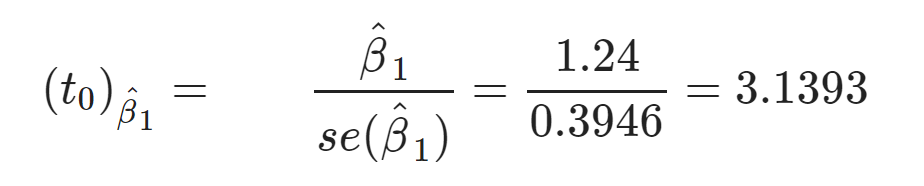 (t₀)_β̂₁ = β̂₁ / se(β̂₁) = 1.24 / 0.3946 = 3.1393